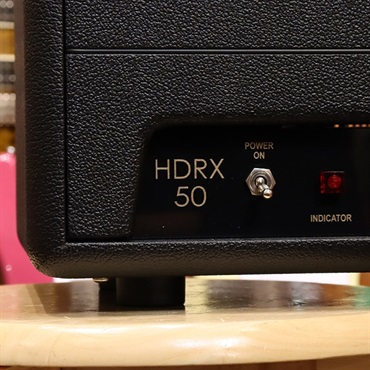 HDRX
50
POWER
ON
INDICATOR